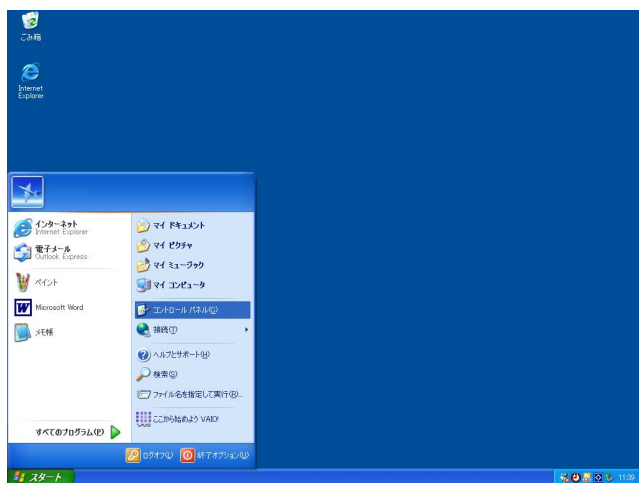 ごみ箱
Internet
Explorer
インターネット
Internet Explorer
電子メール
Outlook Express
ペイント
Microsoft Word
メモ帳
すべてのプログラム(P)
マイ ドキュメント
マイ ピクチャ
マイ ミュージック
マイ コンピュータ
コントロール パネル(C)
接続(T)
ヘルプとサポート(H)
検索(S)
ファイル名を指定して実行(R)...
VAIO
ここから始めよう VAIO!
ログオフ(L)
終了オプション(U)
スタート
11:39